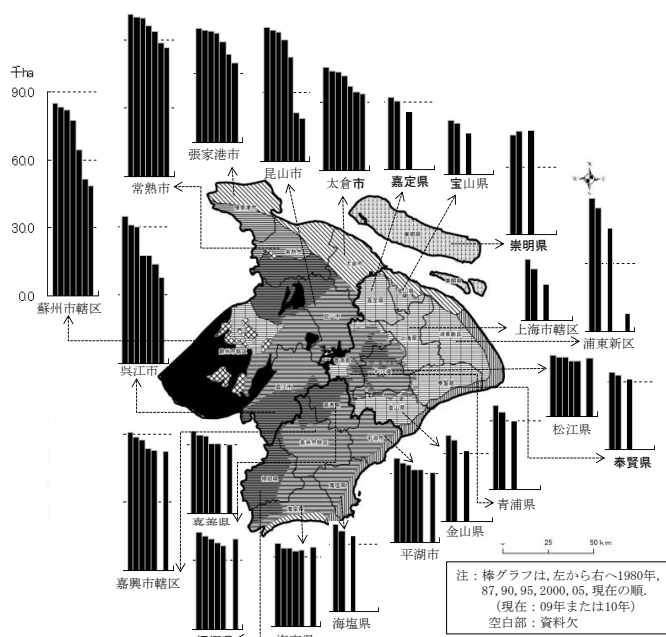 千ha
90.0
60.0
30.0
0.0
常熟市
張家港市
昆山市
太倉市
嘉定県
宝山県
崇明県
上海市轄区
浦東新区
蘇州市轄区
呉江市
松江県
奉賢県
青浦県
金山県
平湖市
嘉善県
嘉興市轄区
海塩県
0 25 50 km
注：棒グラフは,左から右へ1980年,
87,90,95,2000,05,現在の順.
(現在：09年または10年)
空白部：資料欠